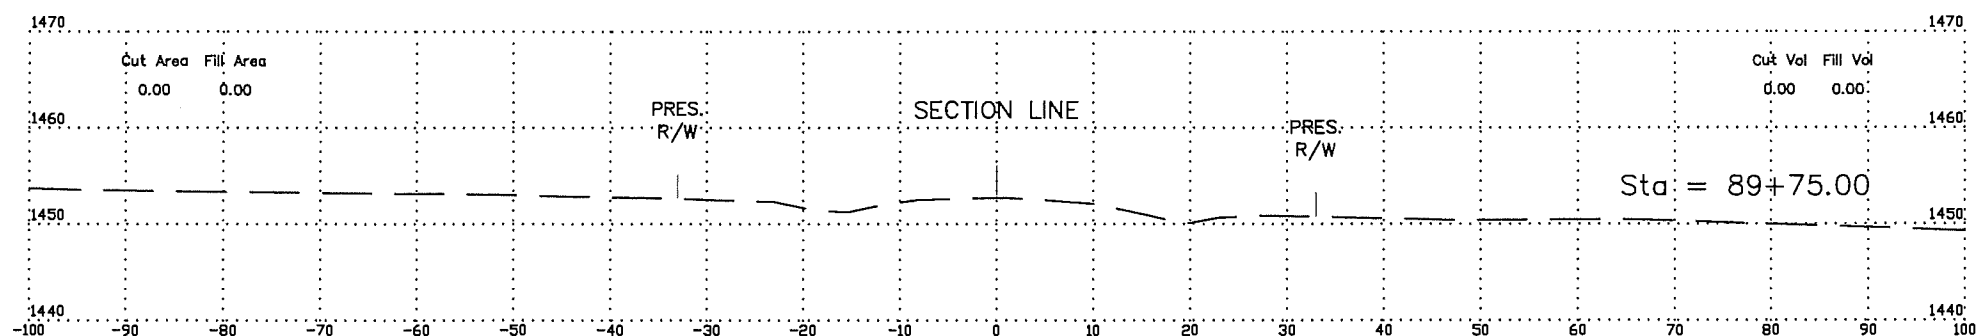 1470 1470
Cut Area Fill Area Cut Vol Fill Vol
0.00 0.00 0.00 0.00
PRES. SECTION LINE
R/W
1460 1460
PRES.
R/W
Sta = 89+75.00
1450 1450
1440 1440
-100 -90 -80 -70 -60 -50 -40 -30 -20 -10 0 10 20 30 40 50 60 70 80 90 100